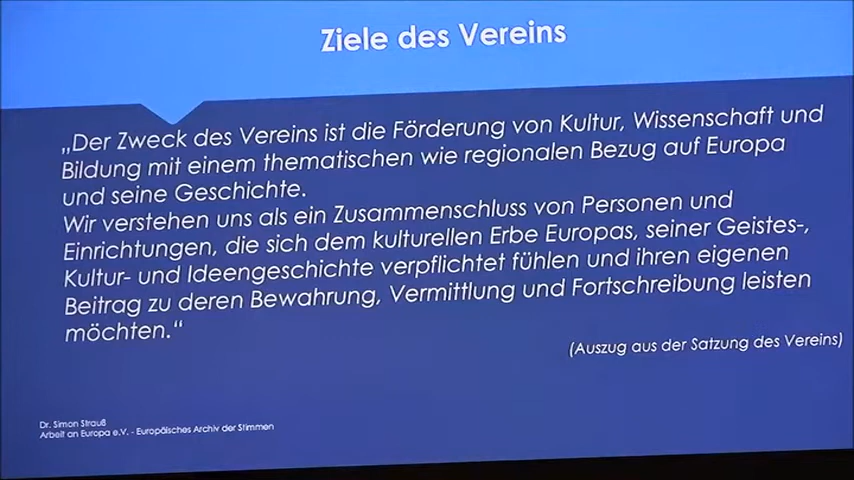 Ziele des Vereins
„Der Zweck des Vereins ist die Förderung von Kultur, Wissenschaft und
Bildung mit einem thematischen wie regionalen Bezug auf Europa
und seine Geschichte.
Wir verstehen uns als ein Zusammenschluss von Personen und
Einrichtungen, die sich dem kulturellen Erbe Europas, seiner Geistes-,
Kultur- und Ideengeschichte verpflichtet fühlen und ihren eigenen
Beitrag zu deren Bewahrung, Vermittlung und Fortschreibung leisten
möchten.“
(Auszug aus der Satzung des Vereins)
Dr. Simon Strauß
Arbeit an Europa e.V. - Europäisches Archiv der Stimmen